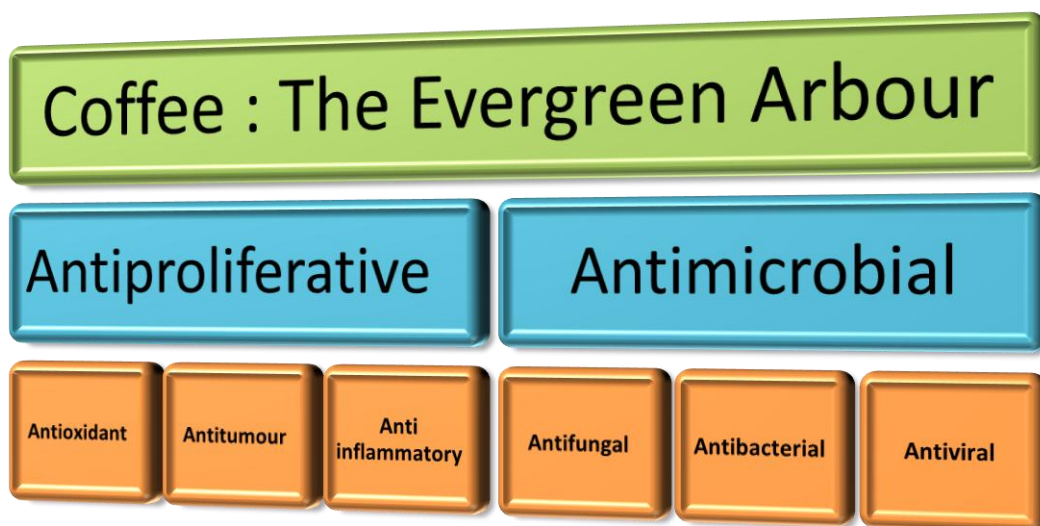 Coffee : The Evergreen Arbour
Antiproliferative
Antimicrobial
Antioxidant
Antitumour
Anti
inflammatory
Antifungal
Antibacterial
Antiviral